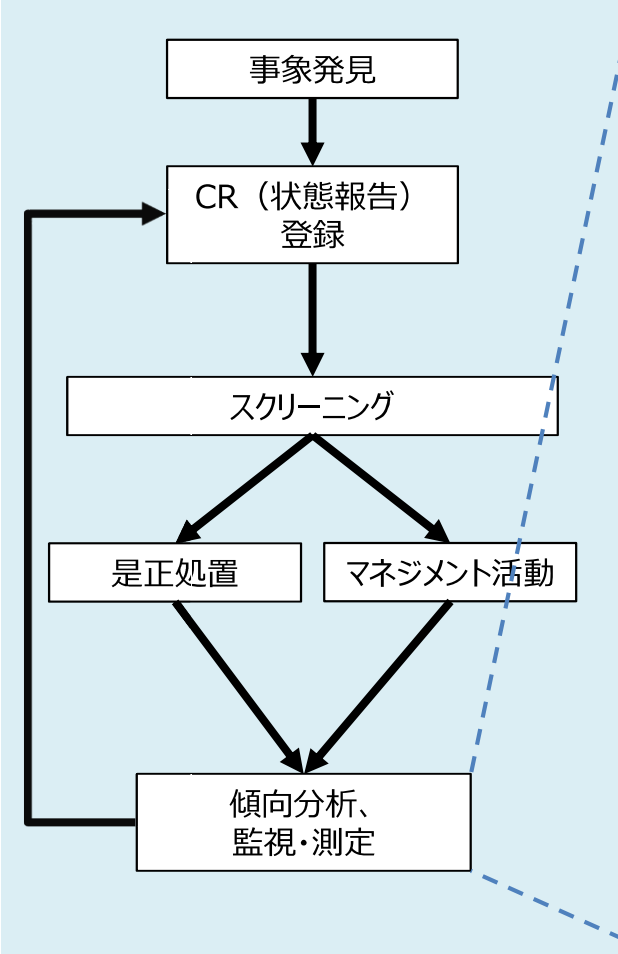 事象発見
CR（状態報告）
登録
スクリーニング
是正処置
マネジメント活動
傾向分析、
監視・測定